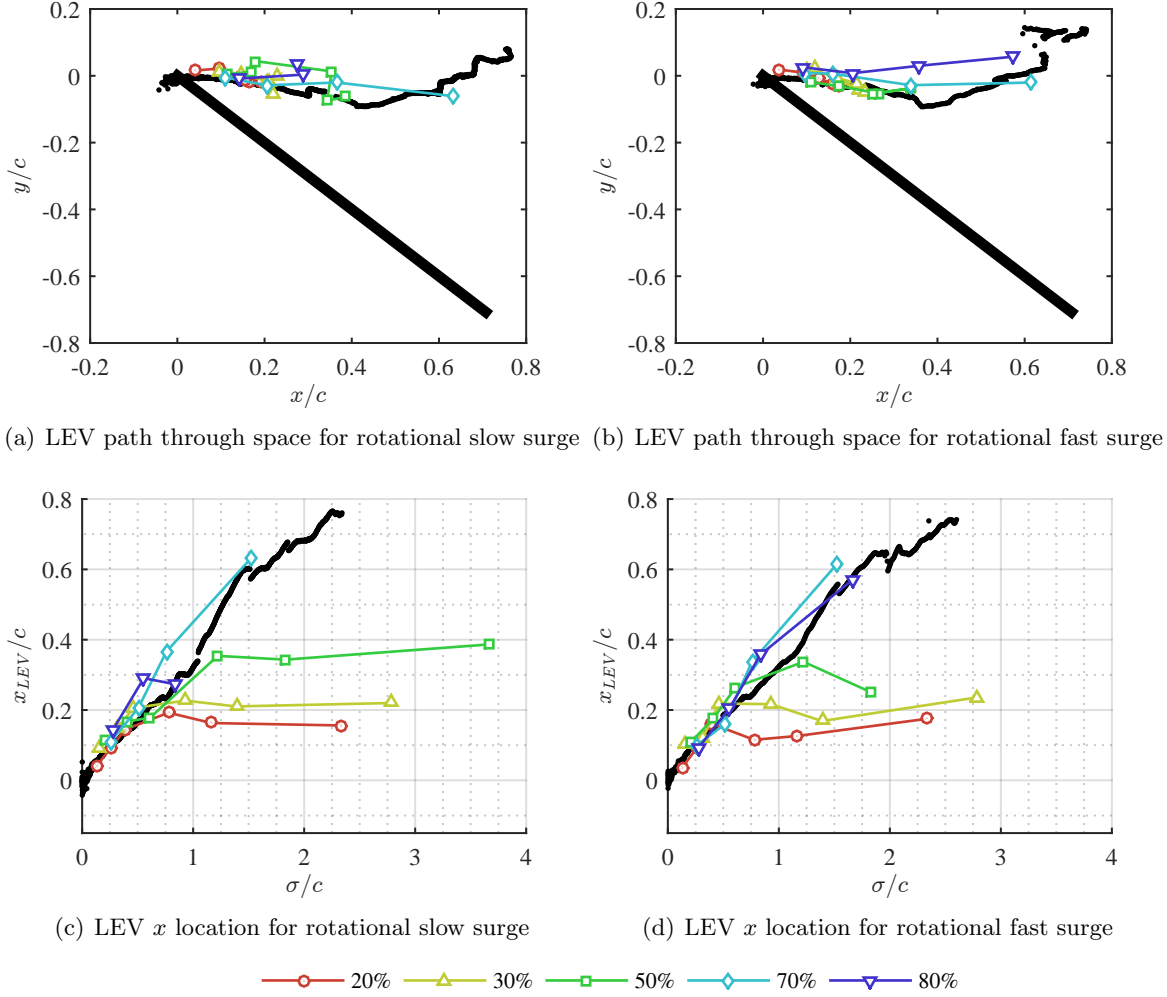 0.2
0
-0.2
-0.4
-0.6
-0.8
y/c
-0.2 0 0.2 0.4 0.6 0.8
x/c
(a) LEV path through space for rotational slow surge
0.2
0
-0.2
-0.4
-0.6
-0.8
y/c
-0.2 0 0.2 0.4 0.6 0.8
x/c
(b) LEV path through space for rotational fast surge
0.8
0.6
0.4
0.2
0
x_{LEV}/c
0 1 2 3 4
σ/c
(c) LEV x location for rotational slow surge
0.8
0.6
0.4
0.2
0
x_{LEV}/c
0 1 2 3 4
σ/c
(d) LEV x location for rotational fast surge
20% 30% 50% 70% 80%